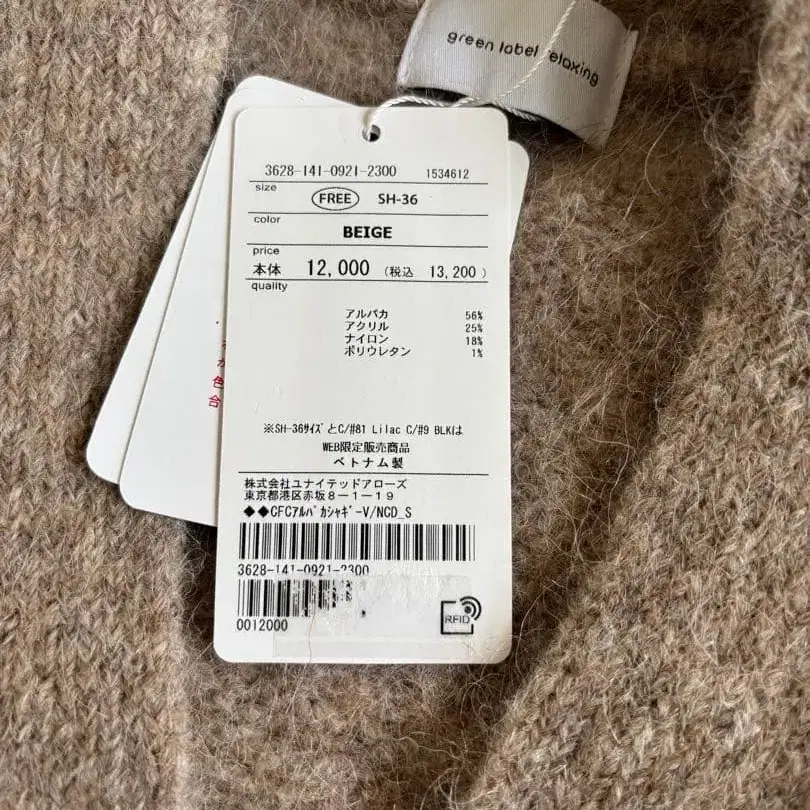 green label relaxing
3628-141-0921-2300 1534612
size
FREE SH-36
color
BEIGE
price
本体 12,000 (税込 13,200 )
quality
アルパカ 56%
アクリル 25%
ナイロン 18%
ポリウレタン 1%
色
合
※SH-36ｻｲｽﾞとC/#81 Lilac C/#9 BLKは
WEB限定販売商品
ベトナム製
株式会社ユナイテッドアローズ
東京都港区赤坂８－１－１９
◆◆CFCｱﾙﾊﾟｶｼｬｷﾞｰV/NCD_S
3628-141-0921-2300
0012000
RFID